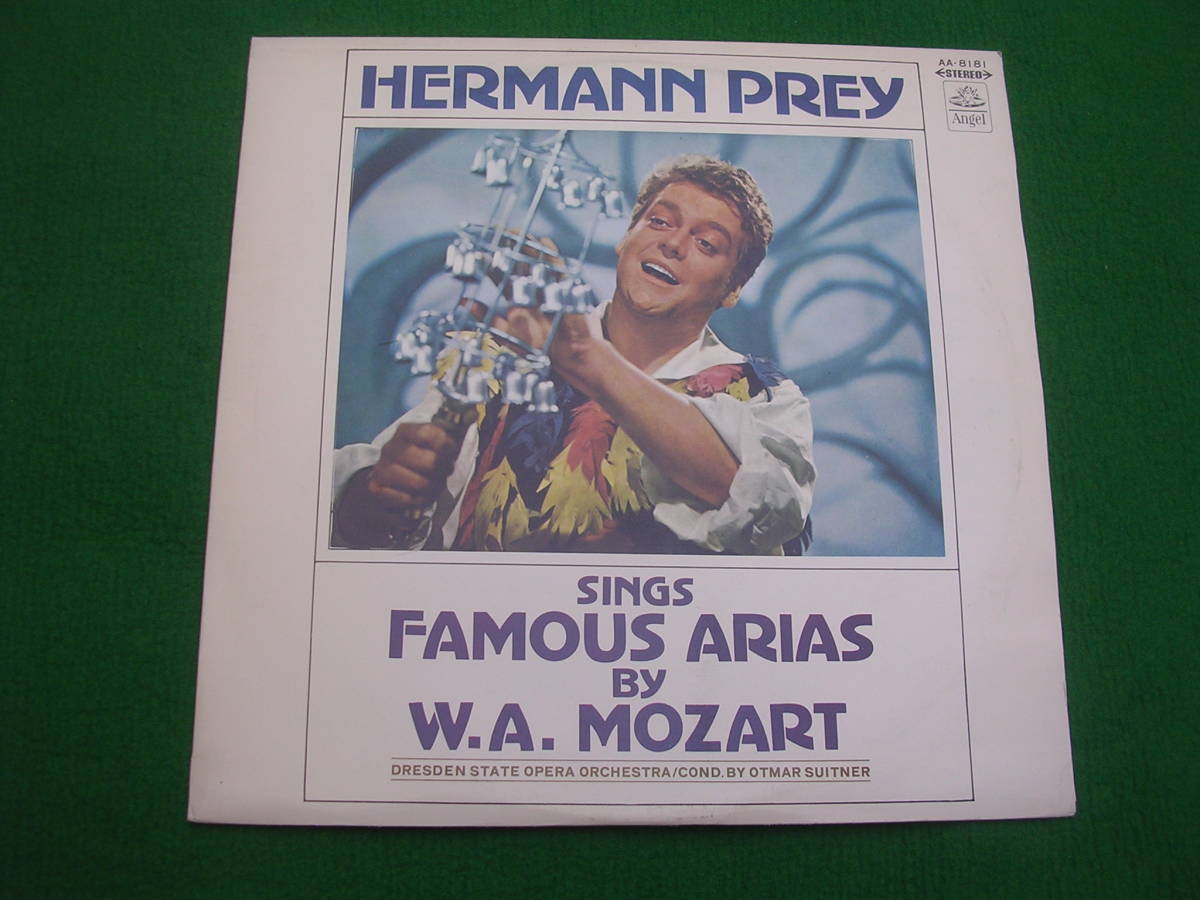 HERMANN PREY
AA-8181
STEREO
Angel
SINGS
FAMOUS ARIAS
BY
W.A. MOZART
DRESDEN STATE OPERA ORCHESTRA/COND. BY OTMAR SUITNER